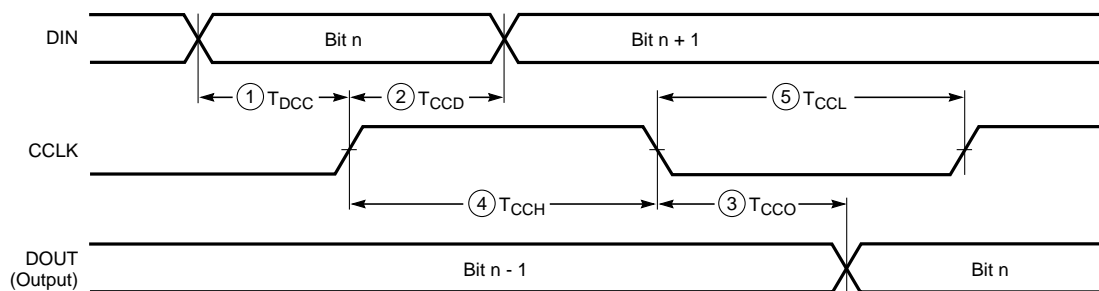 DIN
Bit n
Bit n + 1
1 TDCC
2 TCCD
5 TCCL
CCLK
4 TCCH
3 TCCO
DOUT
(Output)
Bit n - 1
Bit n